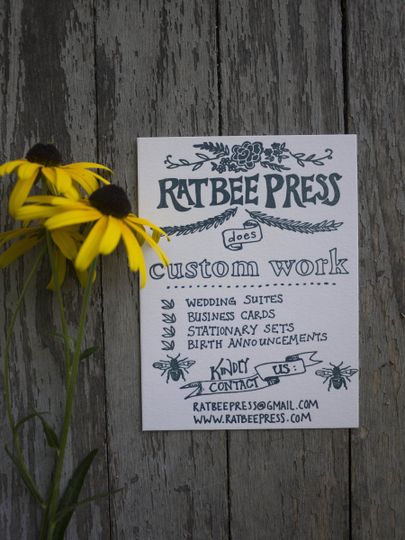 RATBEE PRESS
does
custom work
WEDDING SUITES
BUSINESS CARDS
STATIONARY SETS
BIRTH ANNOUNCEMENTS
KINDLY
CONTACT US:
RATBEEPRESS@GMAIL.COM
WWW.RATBEEPRESS.COM